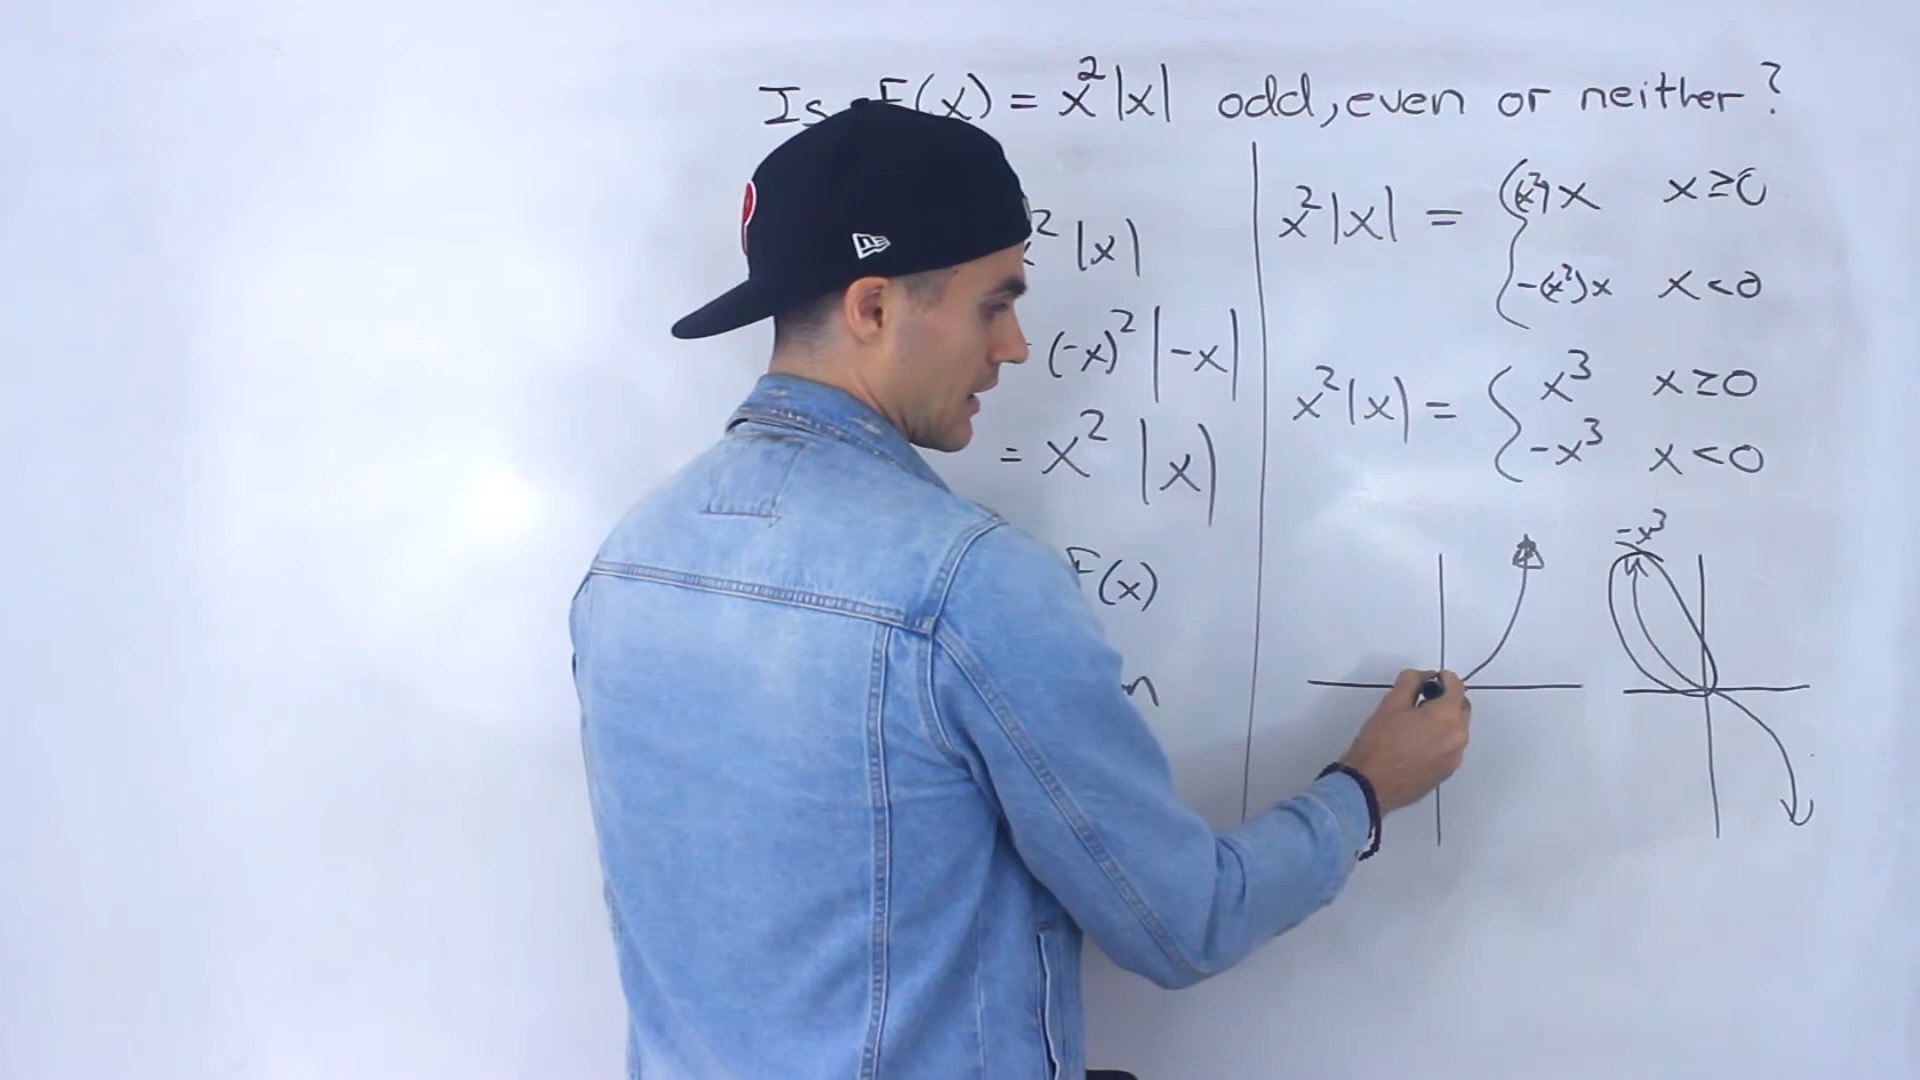 Is F(x) = x²|x| odd, even or neither?
² |x|
(-x)² |-x|
= x² |x|
F(x)
x²|x| = { (x²)x x≥0
-(x²)x x<0
x²|x| = { x³ x≥0
-x³ x<0
-x³